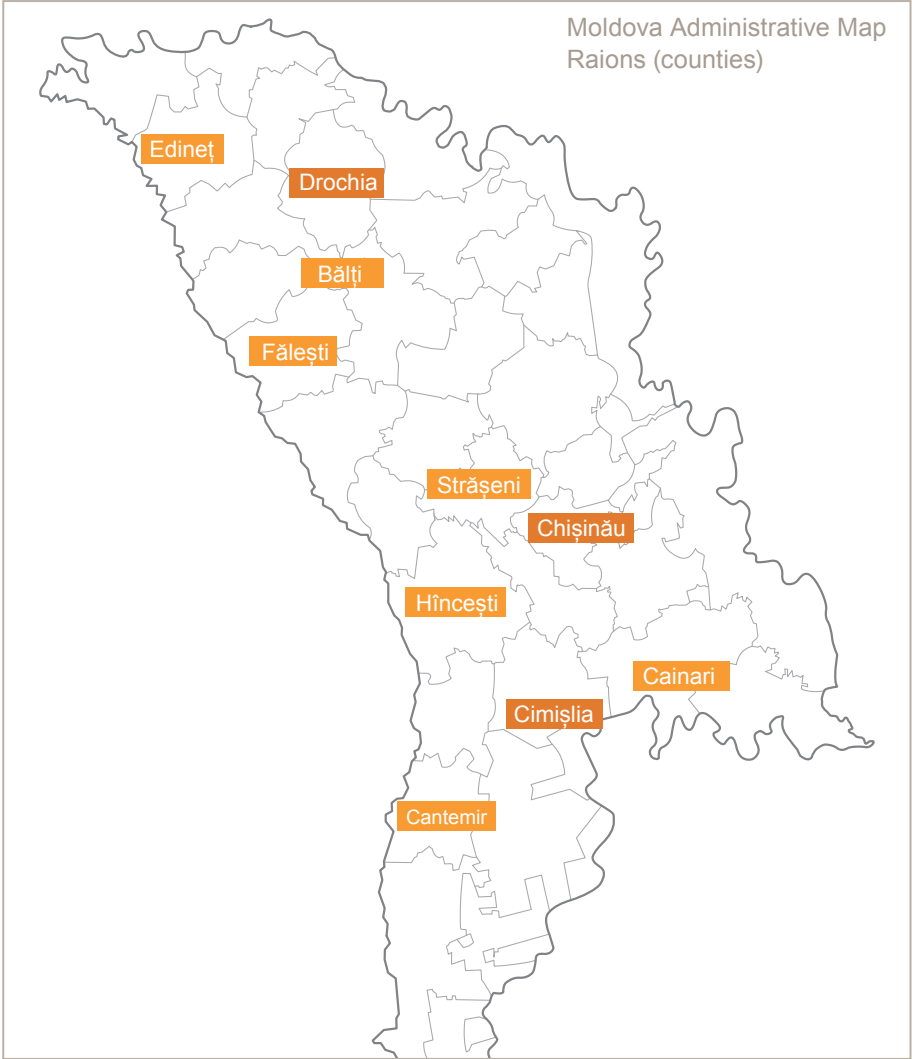 Moldova Administrative Map
Raions (counties)
Edineț
Drochia
Bălți
Fălești
Strășeni
Chișinău
Hîncești
Cainari
Cimișlia
Cantemir